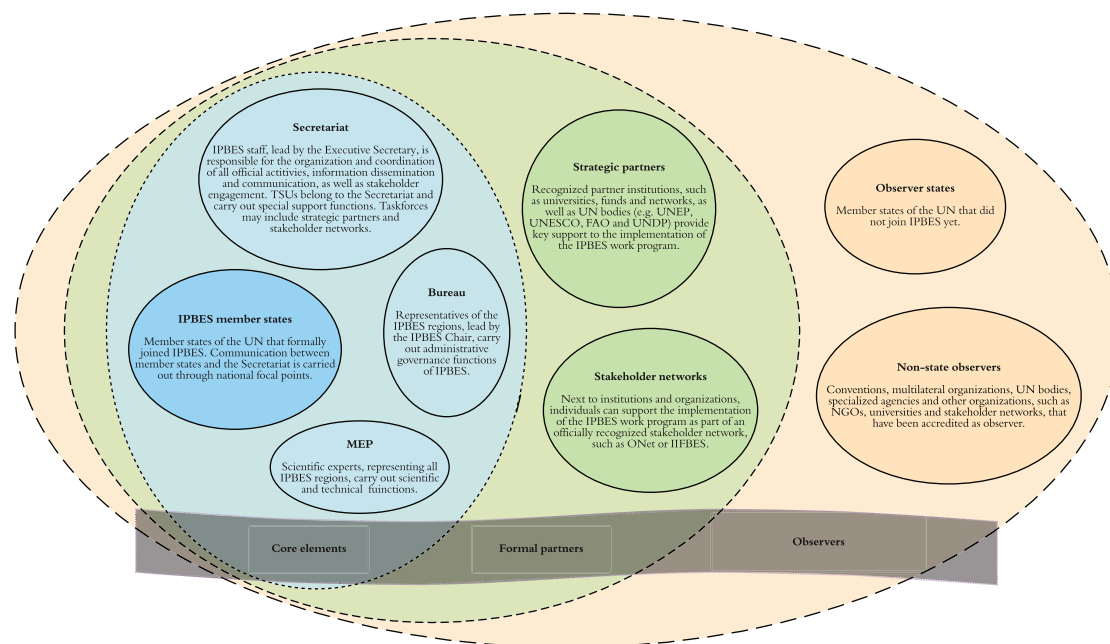 Secretariat
IPBES staff, lead by the Executive Secretary, is
responsible for the organization and coordination
of all official actitivies, information dissemination
and communication, as well as stakeholder
engagement. TSUs belong to the Secretariat and
carry out special support functions. Taskforces
may include strategic partners and
stakeholder networks.
IPBES member states
Member states of the UN that formally
joined IPBES. Communication between
member states and the Secretariat is carried
out through national focal points.
Bureau
Representatives of the
IPBES regions, lead by
the IPBES Chair, carry
out administrative
governance functions
of IPBES.
MEP
Scientific experts, representing all
IPBES regions, carry out scientific
and technical fuinctions.
Strategic partners
Recognized partner institutions, such
as universities, funds and networks, as
well as UN bodies (e.g. UNEP,
UNESCO, FAO and UNDP) provide
key support to the implementation of
the IPBES work program.
Stakeholder networks
Next to institutions and organizations,
individuals can support the implementation
of the IPBES work program as part of an
officially recognized stakeholder network,
such as ONet or IIFBES.
Observer states
Member states of the UN that did
not join IPBES yet.
Non-state observers
Conventions, multilateral organizations, UN bodies,
specialized agencies and other organizations, such as
NGOs, universities and stakeholder networks, that
have been accredited as observer.
Core elements
Formal partners
Observers